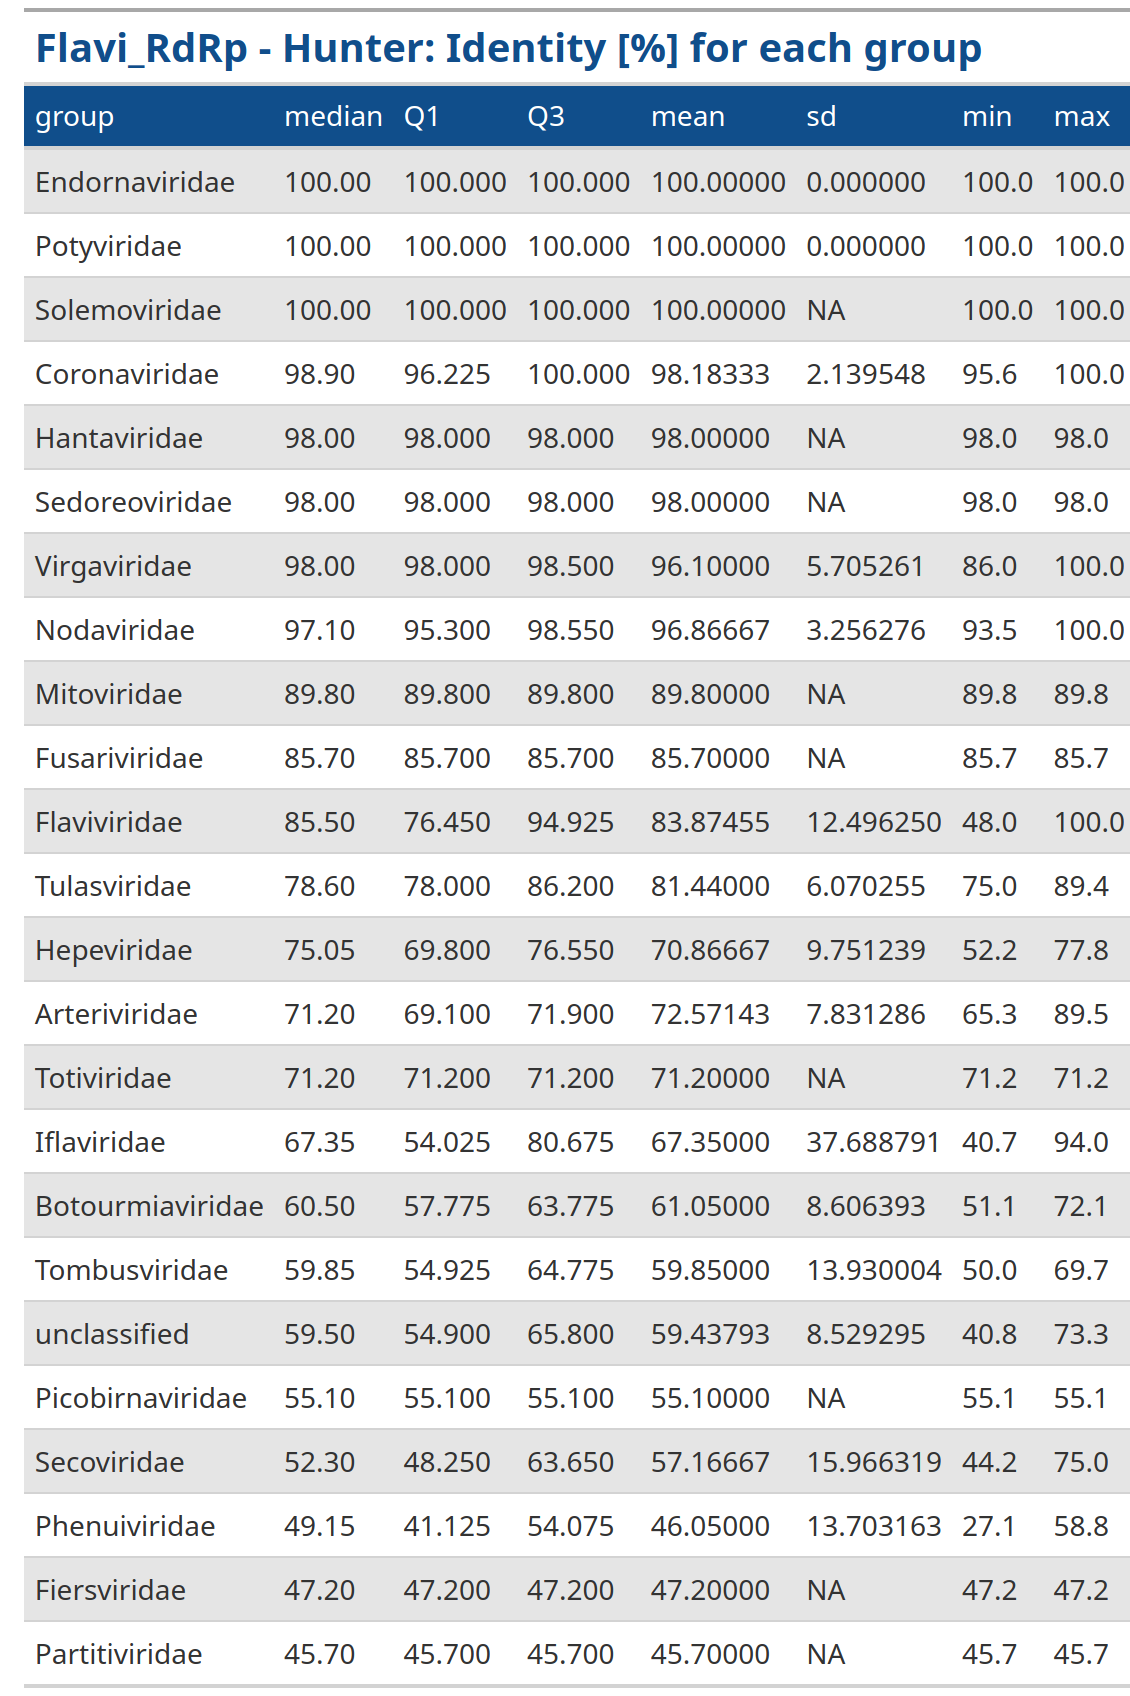 Flavi_RdRp - Hunter: Identity [%] for each group
group median Q1 Q3 mean sd min max
Endornaviridae 100.00 100.000 100.000 100.00000 0.000000 100.0 100.0
Potyviridae 100.00 100.000 100.000 100.00000 0.000000 100.0 100.0
Solemoviridae 100.00 100.000 100.000 100.00000 NA 100.0 100.0
Coronaviridae 98.90 96.225 100.000 98.18333 2.139548 95.6 100.0
Hantaviridae 98.00 98.000 98.000 98.00000 NA 98.0 98.0
Sedoreoviridae 98.00 98.000 98.000 98.00000 NA 98.0 98.0
Virgaviridae 98.00 98.000 98.500 96.10000 5.705261 86.0 100.0
Nodaviridae 97.10 95.300 98.550 96.86667 3.256276 93.5 100.0
Mitoviridae 89.80 89.800 89.800 89.80000 NA 89.8 89.8
Fusariviridae 85.70 85.700 85.700 85.70000 NA 85.7 85.7
Flaviviridae 85.50 76.450 94.925 83.87455 12.496250 48.0 100.0
Tulasviridae 78.60 78.000 86.200 81.44000 6.070255 75.0 89.4
Hepeviridae 75.05 69.800 76.550 70.86667 9.751239 52.2 77.8
Arteriviridae 71.20 69.100 71.900 72.57143 7.831286 65.3 89.5
Totiviridae 71.20 71.200 71.200 71.20000 NA 71.2 71.2
Iflaviridae 67.35 54.025 80.675 67.35000 37.688791 40.7 94.0
Botourmiaviridae 60.50 57.775 63.775 61.05000 8.606393 51.1 72.1
Tombusviridae 59.85 54.925 64.775 59.85000 13.930004 50.0 69.7
unclassified 59.50 54.900 65.800 59.43793 8.529295 40.8 73.3
Picobirnaviridae 55.10 55.100 55.100 55.10000 NA 55.1 55.1
Secoviridae 52.30 48.250 63.650 57.16667 15.966319 44.2 75.0
Phenuiviridae 49.15 41.125 54.075 46.05000 13.703163 27.1 58.8
Fiersviridae 47.20 47.200 47.200 47.20000 NA 47.2 47.2
Partitiviridae 45.70 45.700 45.700 45.70000 NA 45.7 45.7